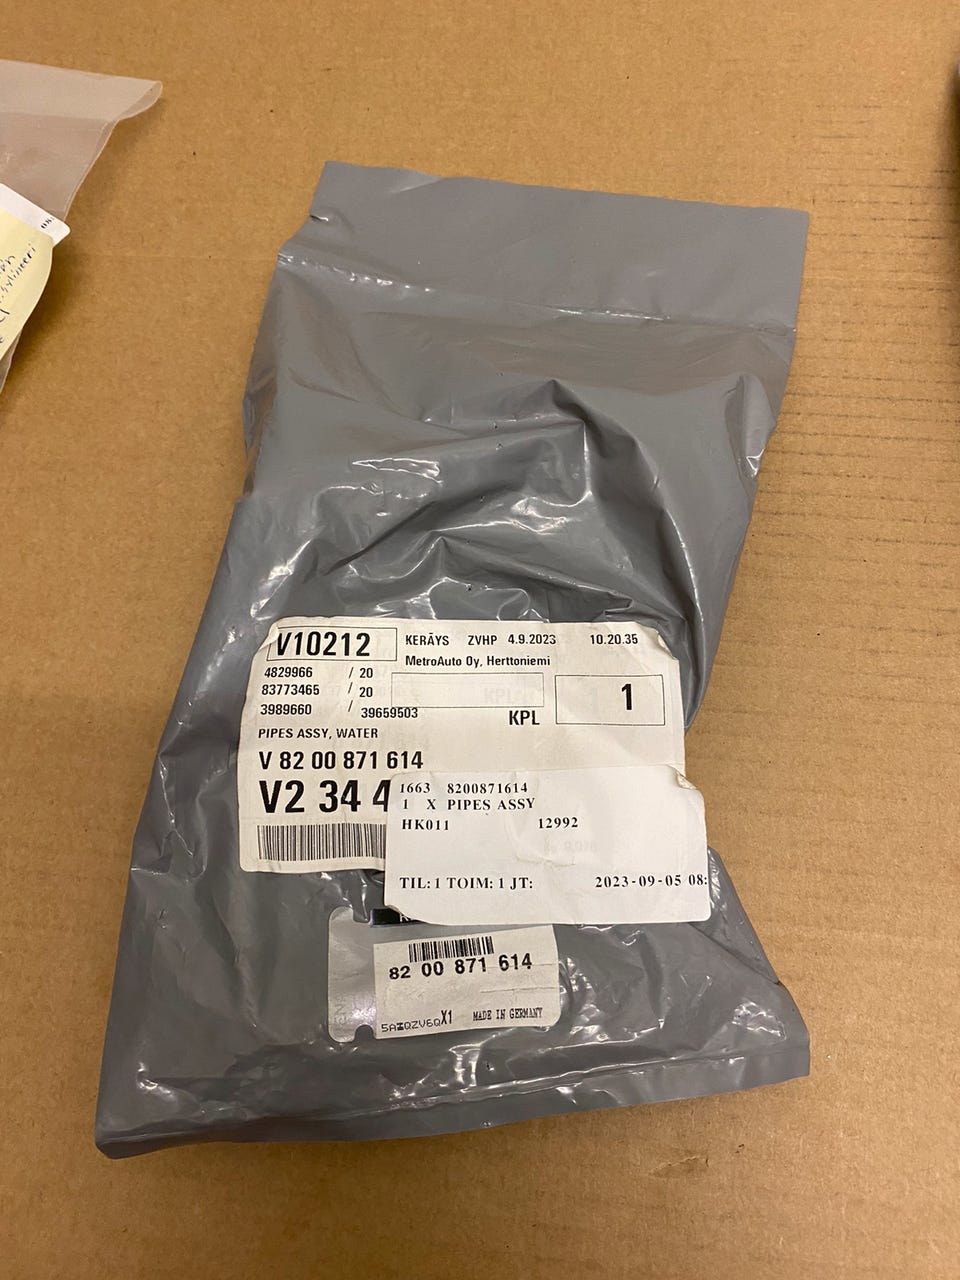 V10212 KERÄYS ZVHP 4.9.2023 10.20.35
MetroAuto Oy, Herttoniemi
4829966 / 20
83773465 / 20
3989660 / 39659503
KPL 1
PIPES ASSY, WATER
V 82 00 871 614
V2 34 4
1663 8200871614
1 X PIPES ASSY
HK011 12992
TIL: 1 TOIM: 1 JT: 2023-09-05 08:
82 00 871 614
X1 MADE IN GERMANY